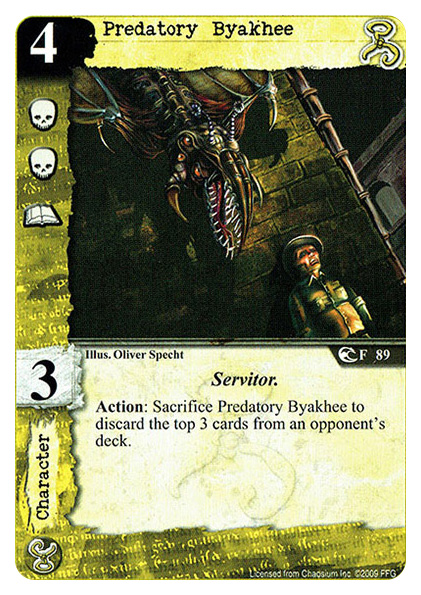 4
Predatory Byakhee
Illus. Oliver Specht
F 89
3
Servitor.
Action: Sacrifice Predatory Byakhee to
discard the top 3 cards from an opponent's
deck.
Character
Licensed from Chaosium Inc. ©2009 FFG